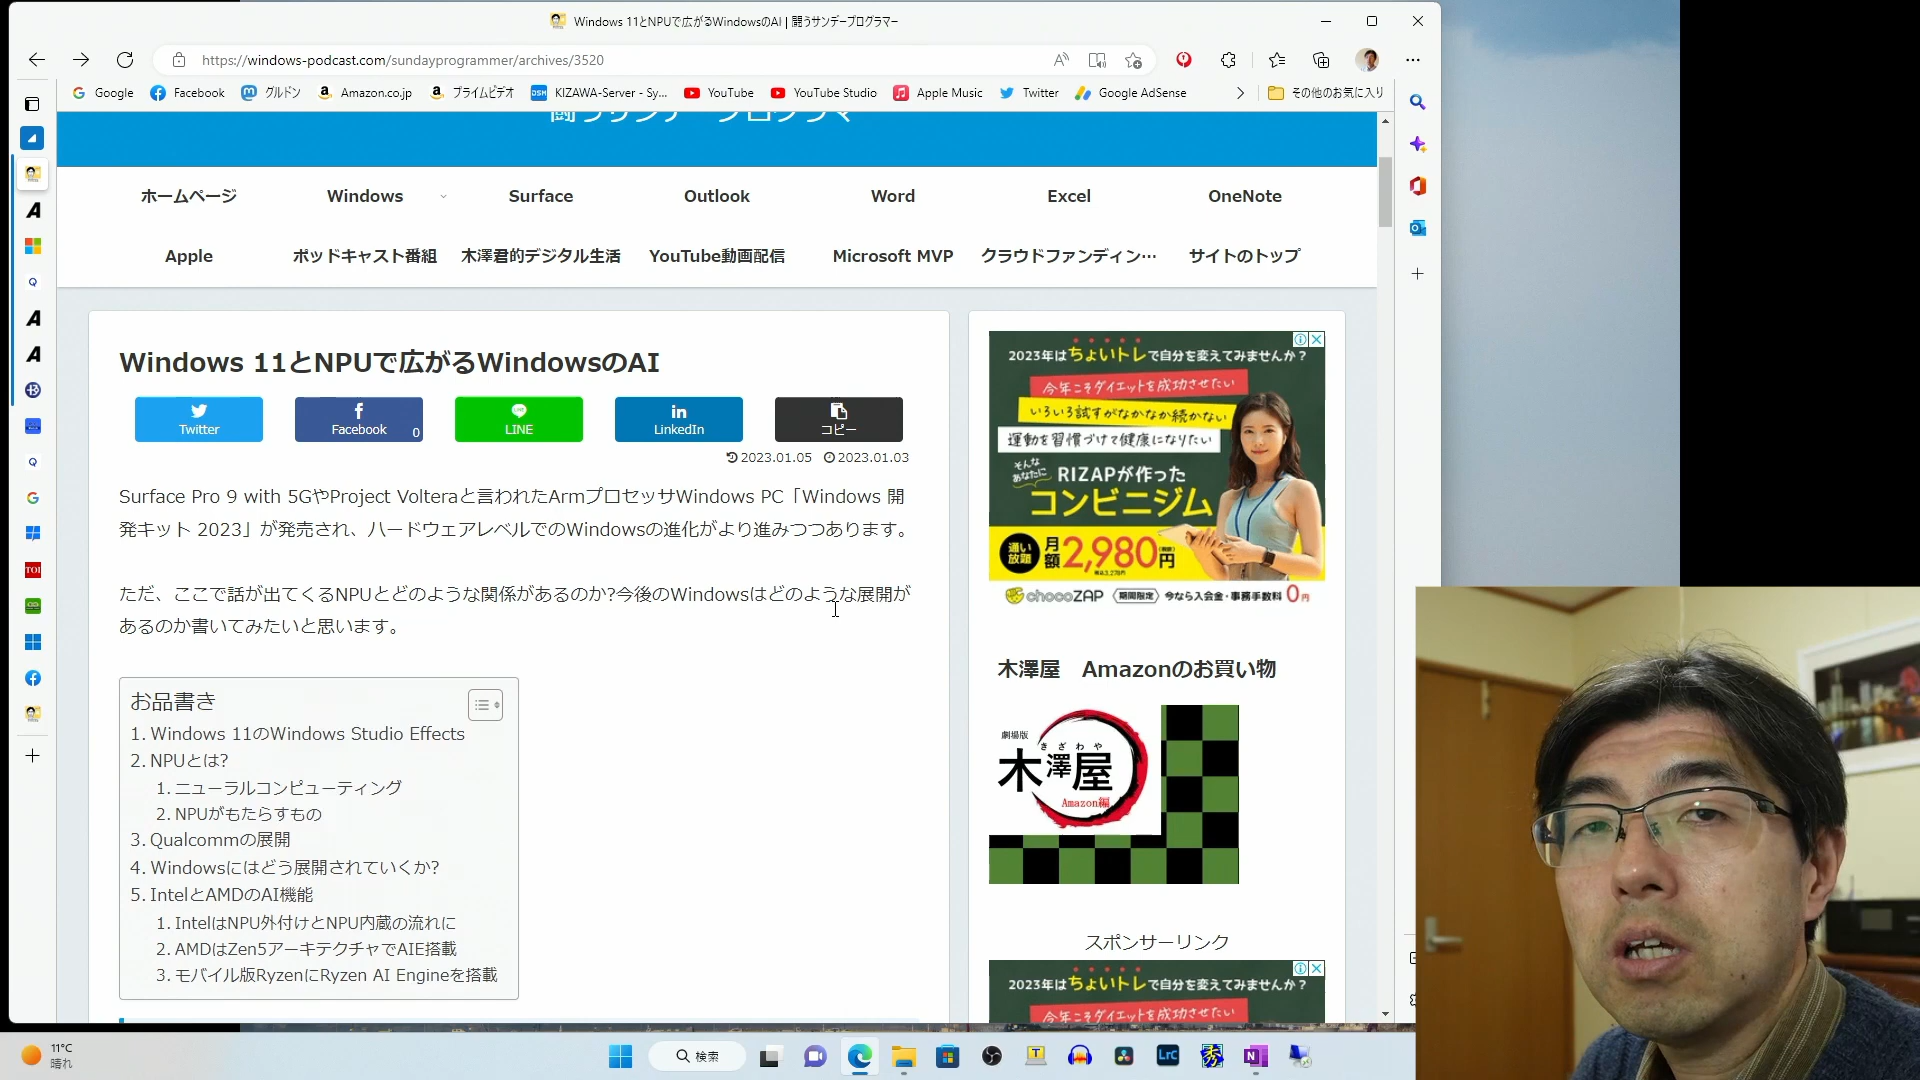 Windows 11とNPUで広がるWindowsのAI | 闘うサンデープログラマー
https://windows-podcast.com/sundayprogrammer/archives/3520
Google Facebook グルドン Amazon.co.jp プライムビデオ KIZAWA-Server - Sy... YouTube YouTube Studio Apple Music Twitter Google AdSense その他のお気に入り
ホームページ Windows Surface Outlook Word Excel OneNote
Apple ポッドキャスト番組 木澤君的デジタル生活 YouTube動画配信 Microsoft MVP クラウドファンディン… サイトのトップ
Windows 11とNPUで広がるWindowsのAI
Twitter Facebook 0 LINE LinkedIn コピー
2023.01.05 2023.01.03
Surface Pro 9 with 5GやProject Volteraと言われたArmプロセッサWindows PC「Windows 開
発キット 2023」が発売され、ハードウェアレベルでのWindowsの進化がより進みつつあります。
ただ、ここで話が出てくるNPUとどのような関係があるのか?今後のWindowsはどのような展開が
あるのか書いてみたいと思います。
お品書き
1. Windows 11のWindows Studio Effects
2. NPUとは?
1. ニューラルコンピューティング
2. NPUがもたらすもの
3. Qualcommの展開
4. Windowsにはどう展開されていくか?
5. IntelとAMDのAI機能
1. IntelはNPU外付けとNPU内蔵の流れに
2. AMDはZen5アーキテクチャでAIE搭載
3. モバイル版RyzenにRyzen AI Engineを搭載
2023年はちょいトレで自分を変えてみませんか?
今年こそダイエットを成功させたい
いろいろ試すがなかなか続かない
運動を習慣づけて健康になりたい
そんな
あなたに
RIZAPが作った
コンビニジム
通い
放題
月額2,980円
chocoZAP 期間限定 今なら入会金・事務手数料0円
木澤屋 Amazonのお買い物
劇場版
きざわや
木澤屋
Amazon編
スポンサーリンク
2023年はちょいトレで自分を変えてみませんか?
今年こそダイエットを成功させたい
11°C
晴れ
検索